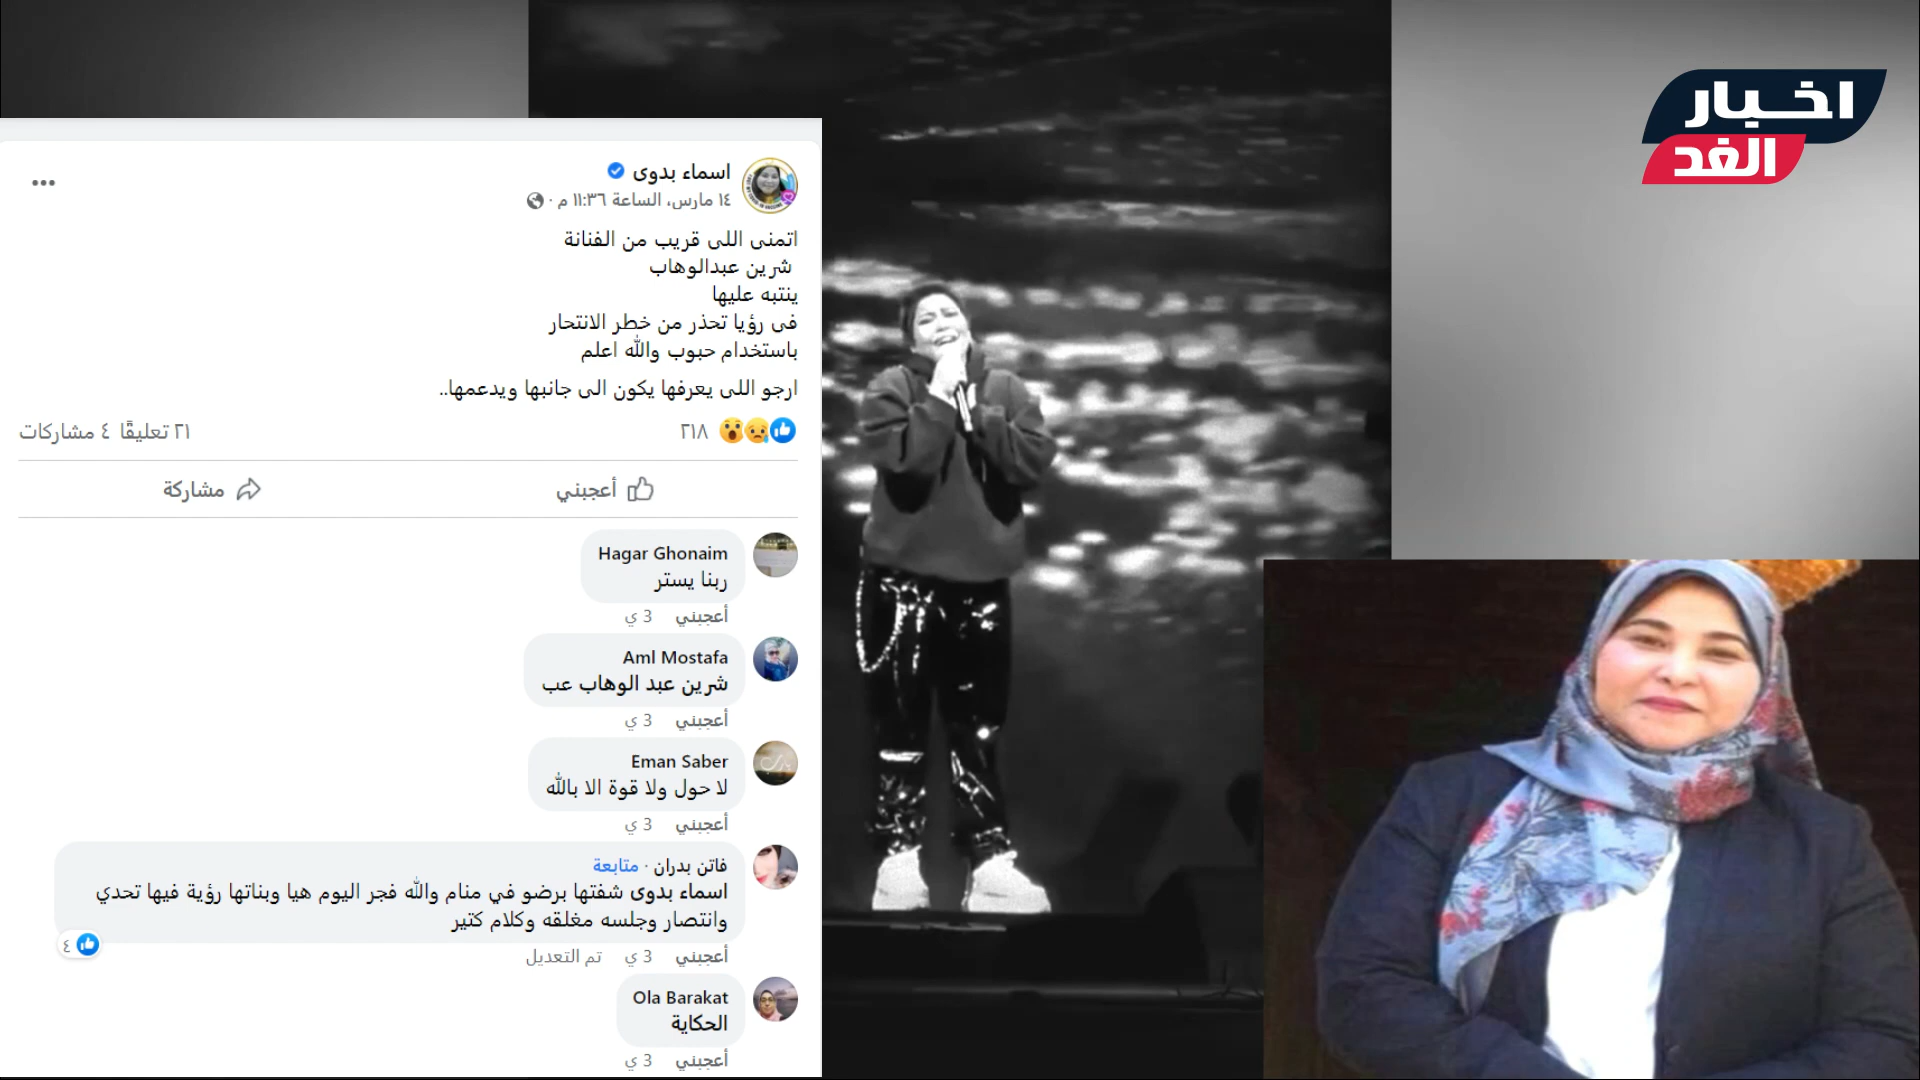 اخبار
الغد
اسماء بدوى
١٤ مارس، الساعة ١١:٣٦ م ·
اتمنى اللى قريب من الفنانة
شرين عبدالوهاب
ينتبه عليها
فى رؤيا تحذر من خطر الانتحار
باستخدام حبوب والله اعلم
ارجو اللى يعرفها يكون الى جانبها ويدعمها..
٢١٨
٢١ تعليقًا ٤ مشاركات
أعجبني
مشاركة
Hagar Ghonaim
ربنا يستر
أعجبني 3 ي
Aml Mostafa
شرين عبد الوهاب عب
أعجبني 3 ي
Eman Saber
لا حول ولا قوة الا بالله
أعجبني 3 ي
فاتن بدران · متابعة
اسماء بدوى شفتها برضو في منام والله فجر اليوم هيا وبناتها رؤية فيها تحدي
وانتصار وجلسه مغلقه وكلام كتير
٤
أعجبني 3 ي تم التعديل
Ola Barakat
الحكاية
أعجبني 3 ي